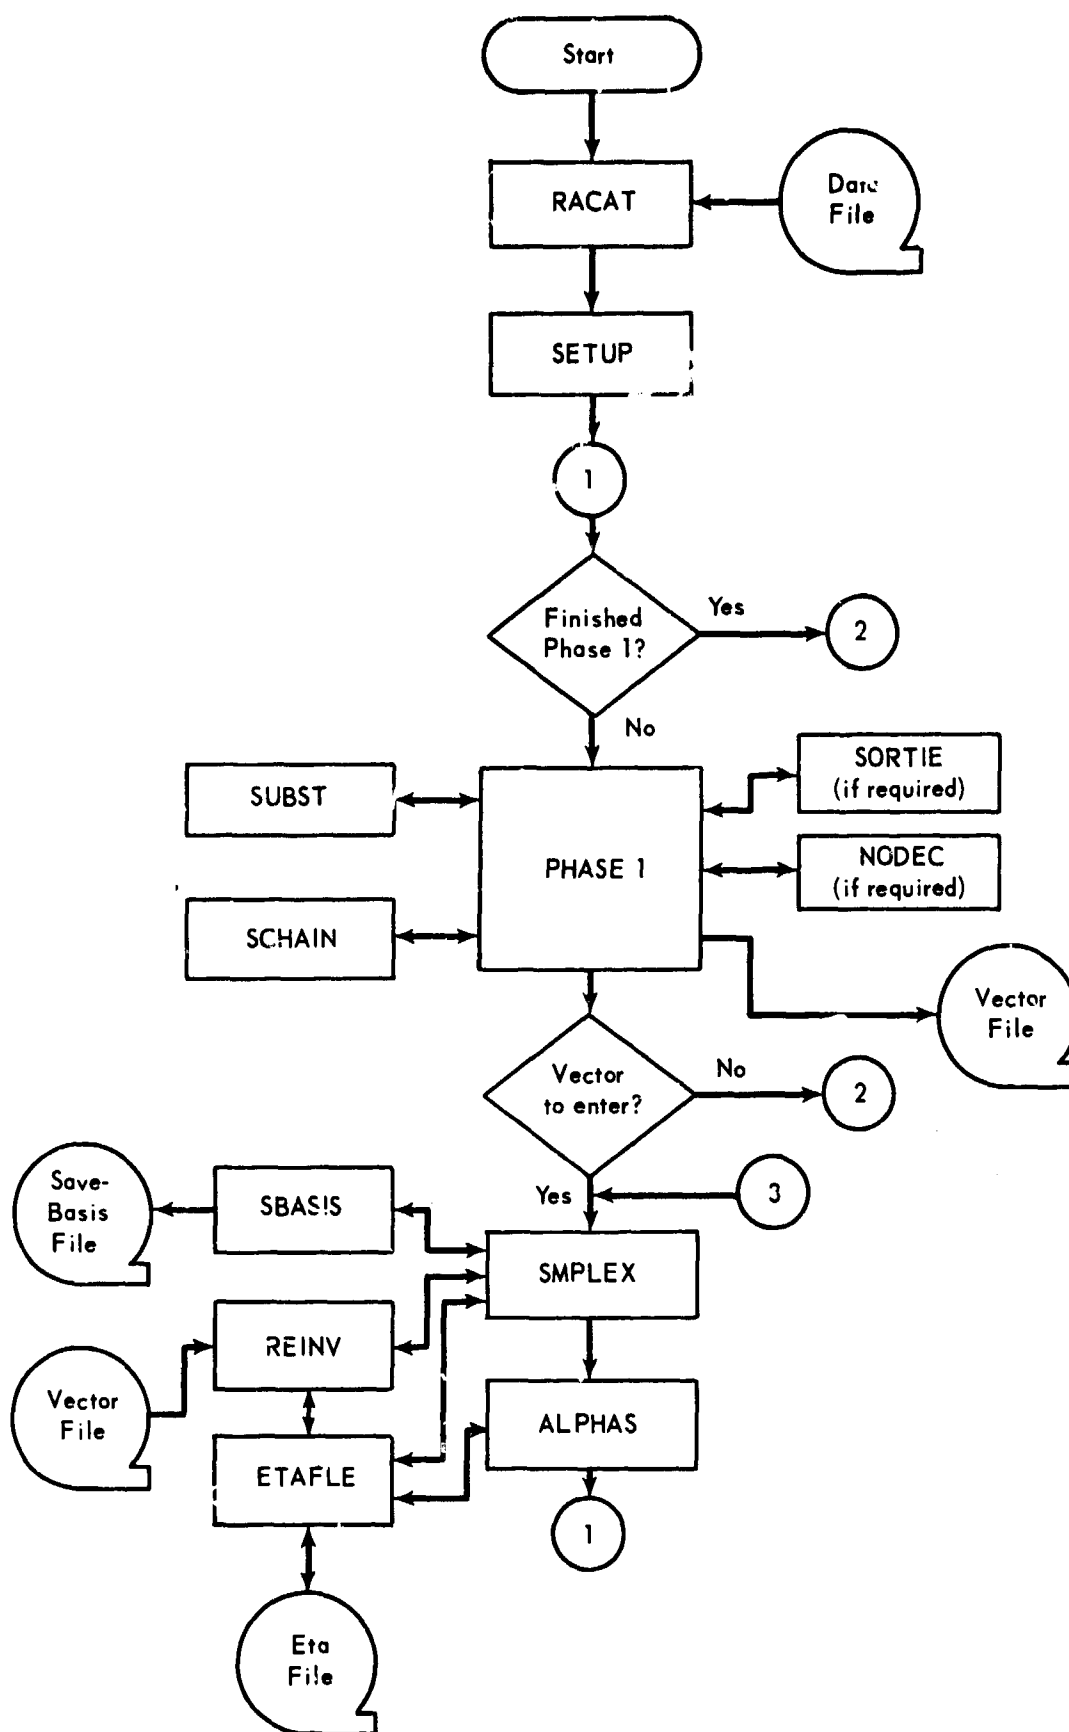 Start
RACAT
Data
File
SETUP
1
Finished
Phase 1?
Yes
2
No
SUBST
SORTIE
(if required)
PHASE 1
NODEC
(if required)
SCHAIN
Vector
File
Vector
to enter?
No
2
Yes
3
Save-
Basis
File
SBASIS
SMPLEX
REINV
Vector
File
ALPHAS
ETAFLE
1
Eta
File